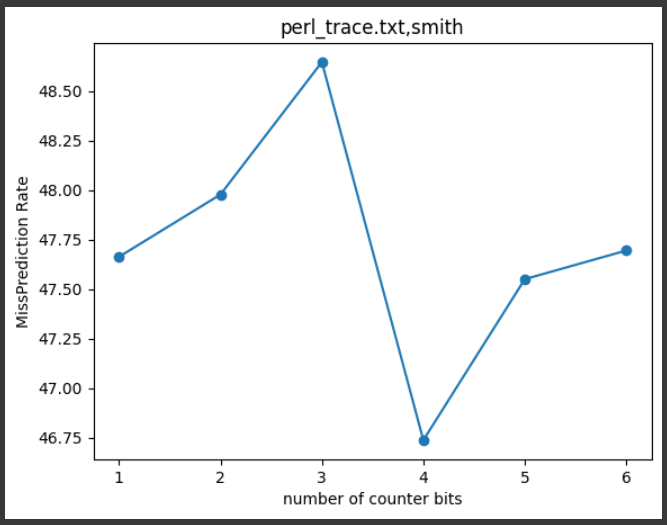 perl_trace.txt,smith
48.50
48.25
48.00
47.75
47.50
47.25
47.00
46.75
MissPrediction Rate
1 2 3 4 5 6
number of counter bits